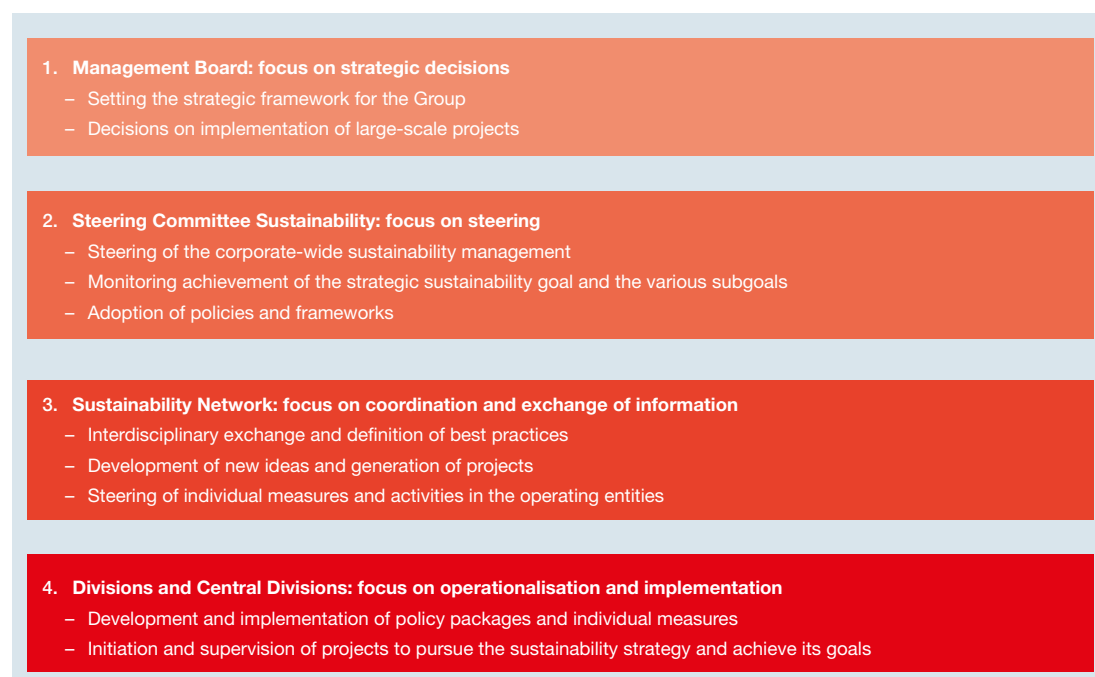 1. Management Board: focus on strategic decisions
– Setting the strategic framework for the Group
– Decisions on implementation of large-scale projects
2. Steering Committee Sustainability: focus on steering
– Steering of the corporate-wide sustainability management
– Monitoring achievement of the strategic sustainability goal and the various subgoals
– Adoption of policies and frameworks
3. Sustainability Network: focus on coordination and exchange of information
– Interdisciplinary exchange and definition of best practices
– Development of new ideas and generation of projects
– Steering of individual measures and activities in the operating entities
4. Divisions and Central Divisions: focus on operationalisation and implementation
– Development and implementation of policy packages and individual measures
– Initiation and supervision of projects to pursue the sustainability strategy and achieve its goals